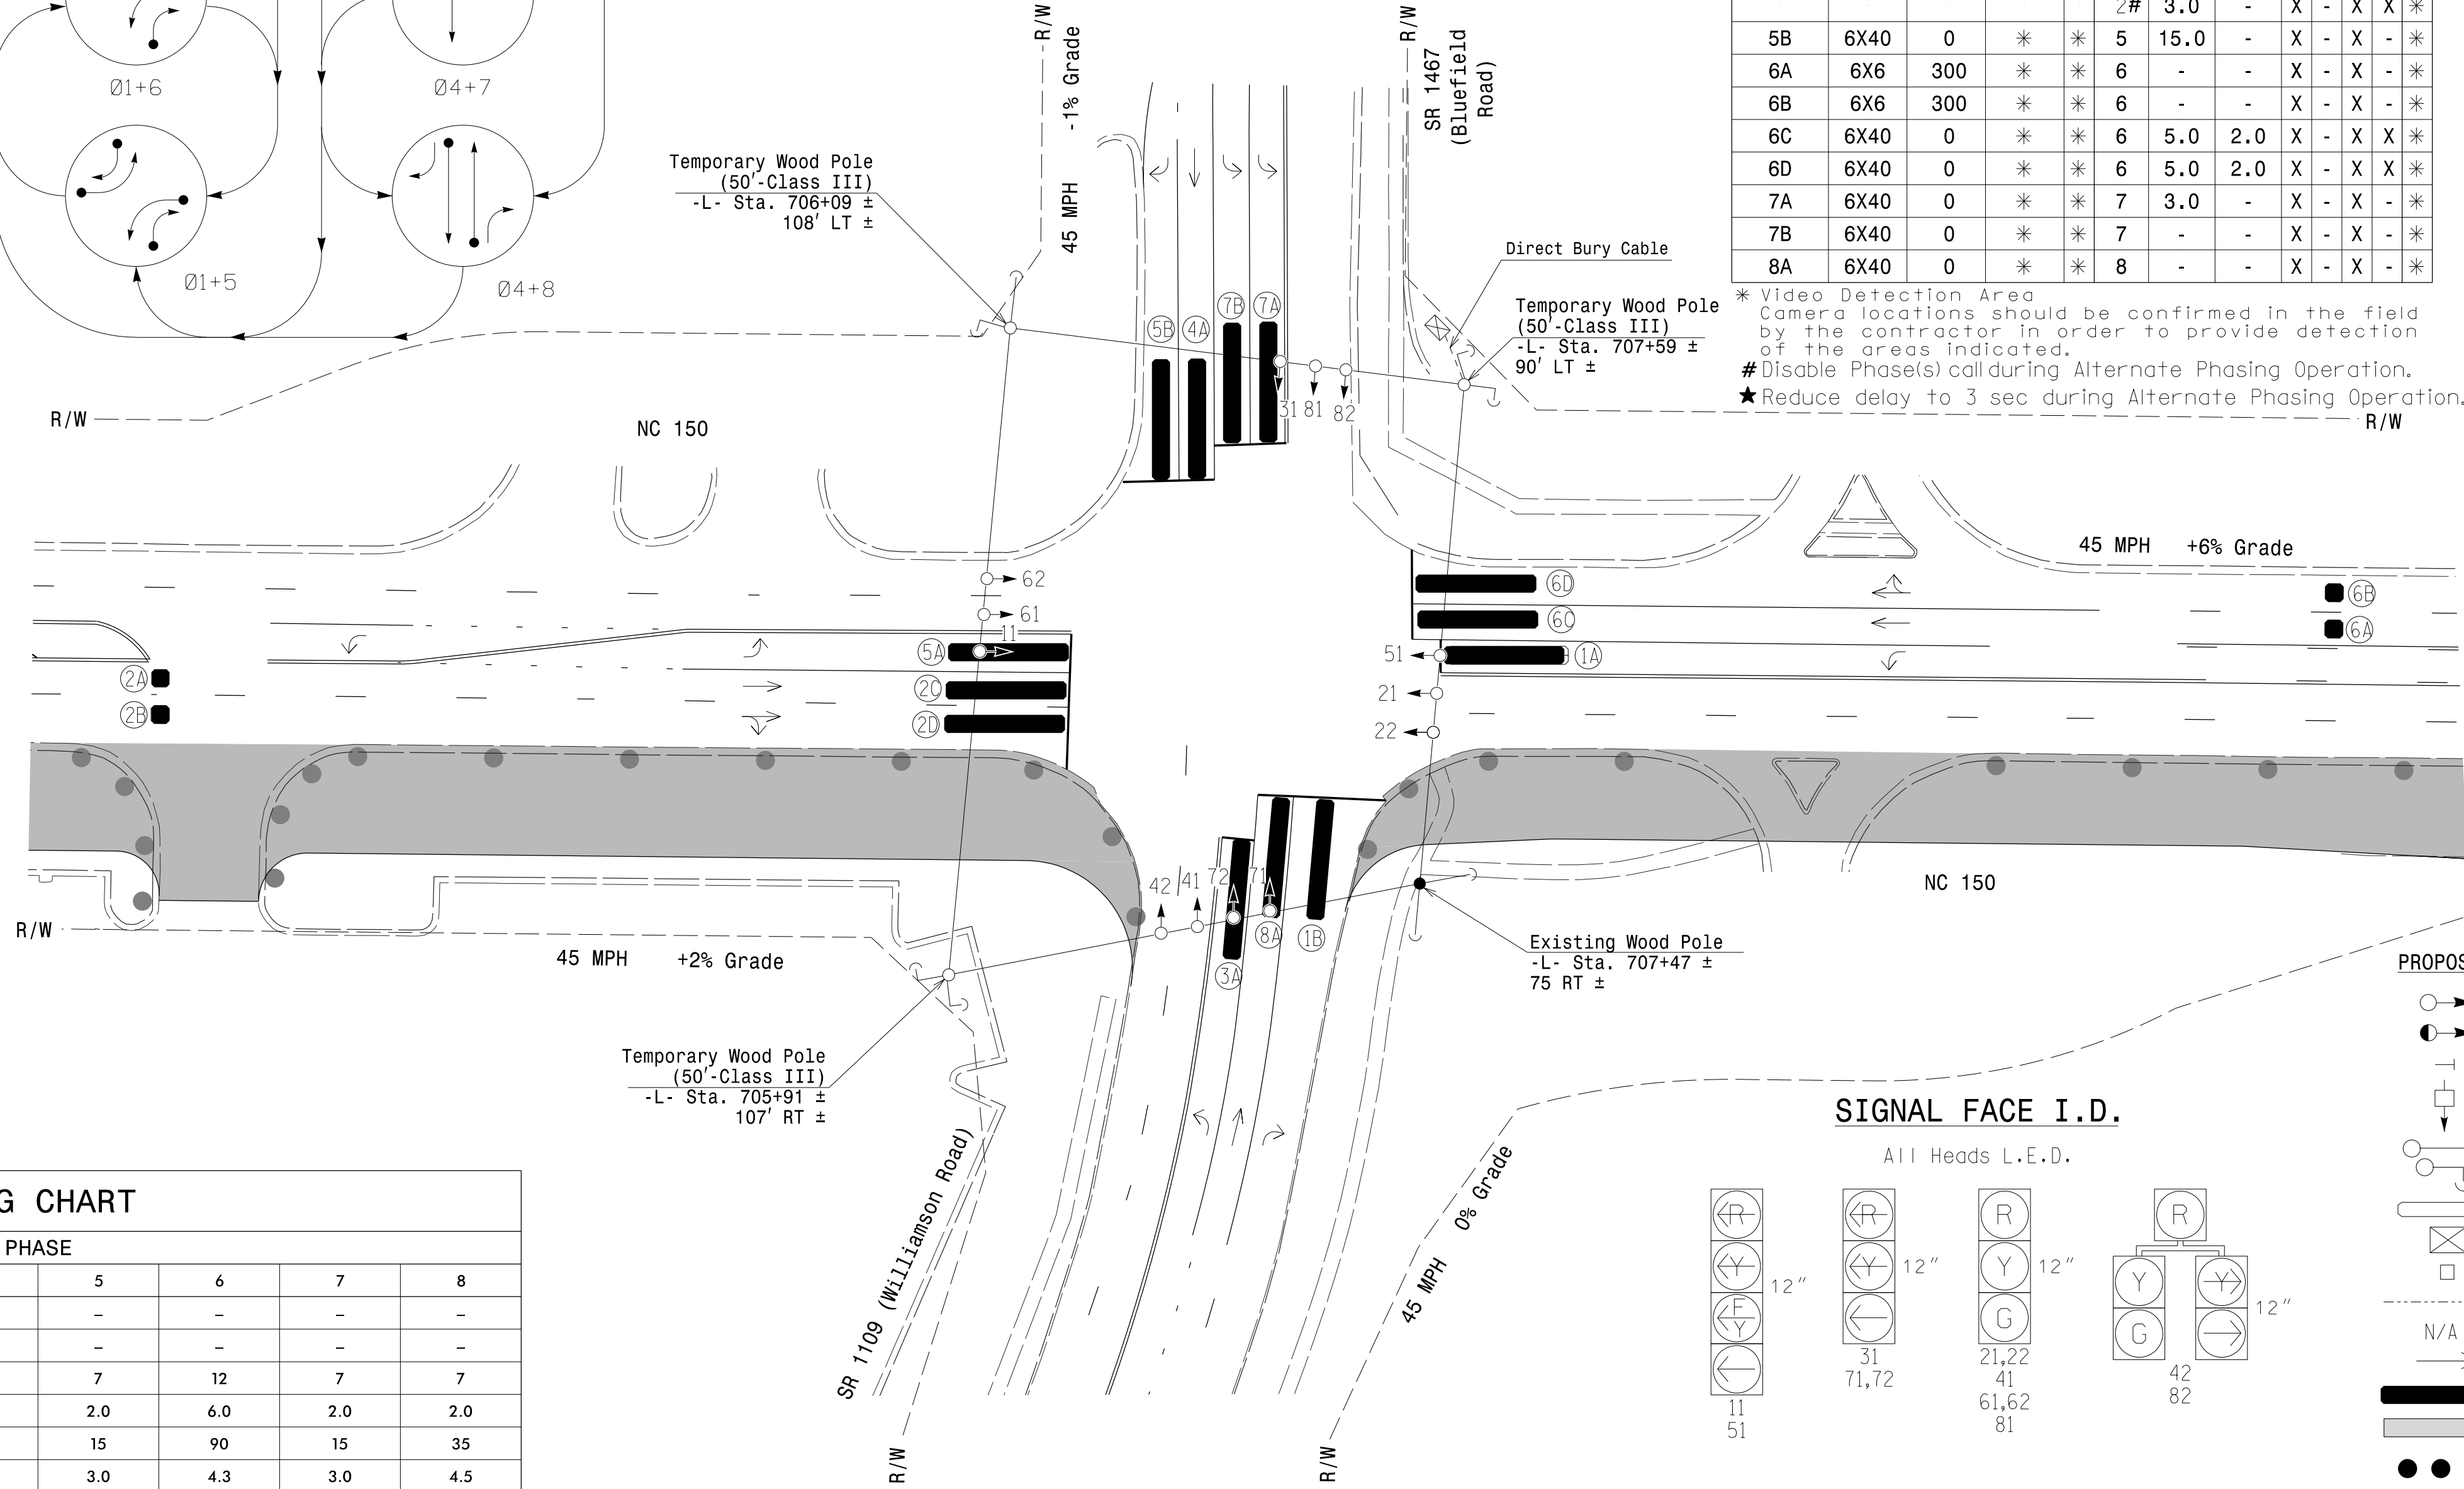 Ø1+6
Ø4+7
Ø1+5
Ø4+8
R/W
-1% Grade
45 MPH
R/W
SR 1467
(Bluefield
Road)
2# 3.0 - X - X X *
5B 6X40 0 * * 5 15.0 - X - X - *
6A 6X6 300 * * 6 - - X - X - *
6B 6X6 300 * * 6 - - X - X - *
6C 6X40 0 * * 6 5.0 2.0 X - X X *
6D 6X40 0 * * 6 5.0 2.0 X - X X *
7A 6X40 0 * * 7 3.0 - X - X - *
7B 6X40 0 * * 7 - - X - X - *
8A 6X40 0 * * 8 - - X - X - *
* Video Detection Area
Camera locations should be confirmed in the field
by the contractor in order to provide detection
of the areas indicated.
# Disable Phase(s) call during Alternate Phasing Operation.
★ Reduce delay to 3 sec during Alternate Phasing Operation.
Temporary Wood Pole
(50'-Class III)
-L- Sta. 706+09 ±
108' LT ±
Direct Bury Cable
Temporary Wood Pole
(50'-Class III)
-L- Sta. 707+59 ±
90' LT ±
5B
4A
7B
7A
31
81
82
R/W
NC 150
R/W
45 MPH +6% Grade
62
61
11
5A
2C
2D
2A
2B
6D
6C
1A
51
21
22
6B
6A
42
41
72
71
3A
8A
1B
NC 150
R/W
45 MPH +2% Grade
Existing Wood Pole
-L- Sta. 707+47 ±
75 RT ±
Temporary Wood Pole
(50'-Class III)
-L- Sta. 705+91 ±
107' RT ±
SR 1109 (Williamson Road)
R/W
45 MPH 0% Grade
R/W
PROPOS
N/A
SIGNAL FACE I.D.
All Heads L.E.D.
R
Y
F
Y
12"
11
51
R
Y
12"
31
71,72
R
Y
G
12"
21,22
41
61,62
81
R
Y Y
G
12"
42
82
G CHART
PHASE
5 6 7 8
– – – –
– – – –
7 12 7 7
2.0 6.0 2.0 2.0
15 90 15 35
3.0 4.3 3.0 4.5